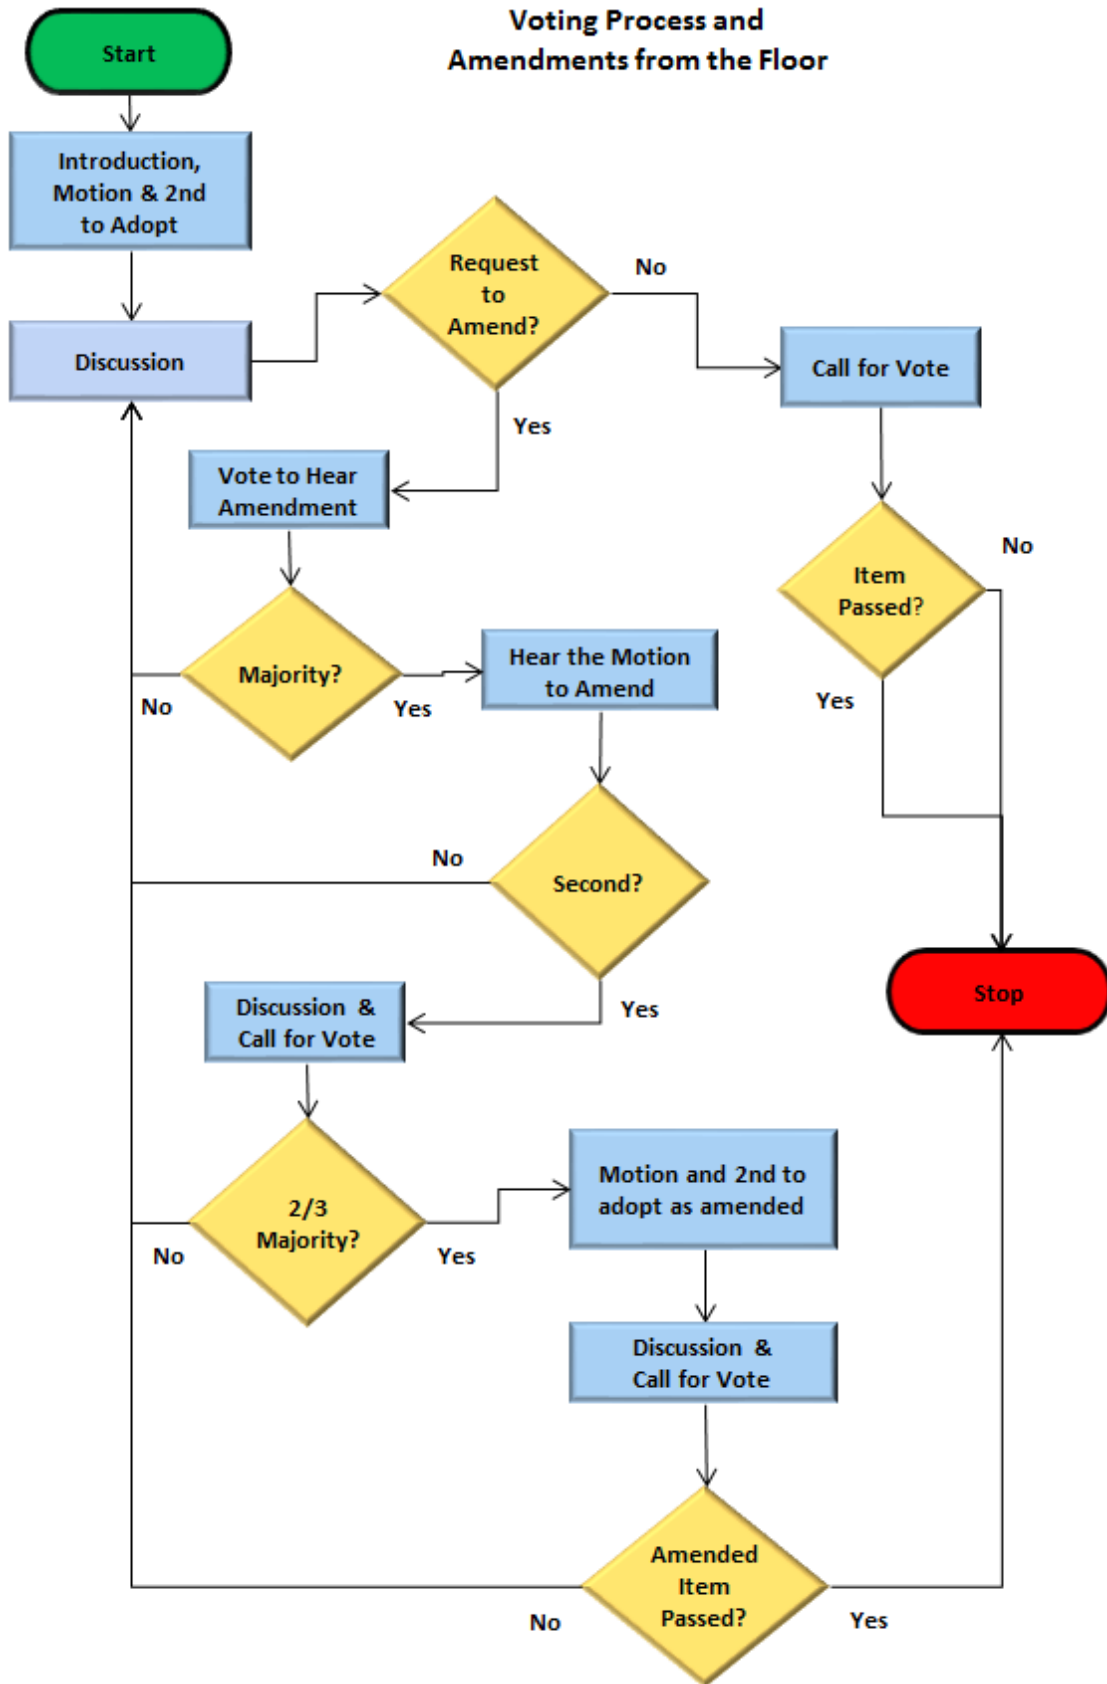 Voting Process and
Amendments from the Floor
Start
Introduction,
Motion & 2nd
to Adopt
Discussion
Request
to
Amend?
No
Call for Vote
Yes
Vote to Hear
Amendment
Item
Passed?
No
Yes
Majority?
No
Yes
Hear the Motion
to Amend
Second?
No
Yes
Stop
Discussion &
Call for Vote
2/3
Majority?
No
Yes
Motion and 2nd to
adopt as amended
Discussion &
Call for Vote
Amended
Item
Passed?
No
Yes